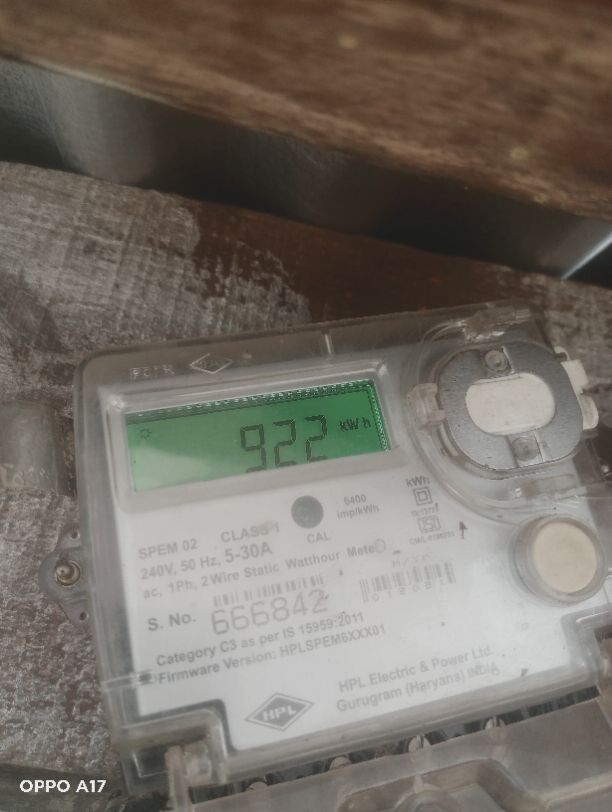 922 kWh
6400
imp/kWh
kWh
SPEM 02 CLASS 1
CAL
240V, 50 Hz, 5-30A
ac, 1Ph, 2 Wire Static Watthour Meter
S. No. 666842
Category C3 as per IS 15959:2011
Firmware Version: HPLSPEM6XXX01
HPL
HPL Electric & Power Ltd.
Gurugram (Haryana) INDIA
OPPO A17